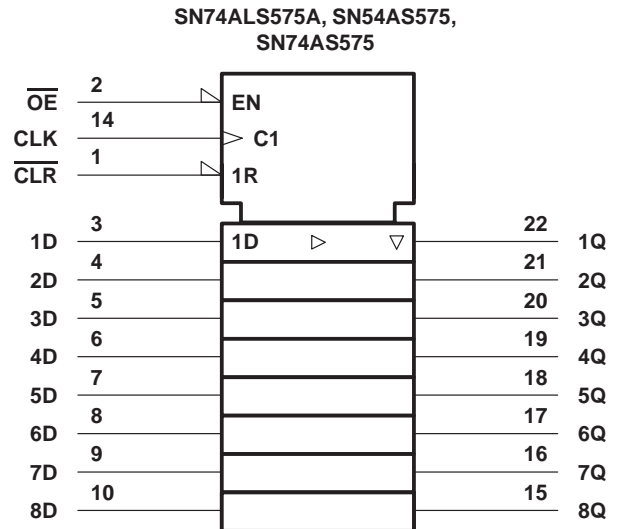 SN74ALS575A, SN54AS575,
SN74AS575
OE 2 EN
CLK 14 C1
CLR 1 1R
1D 3 1D 22 1Q
2D 4 21 2Q
3D 5 20 3Q
4D 6 19 4Q
5D 7 18 5Q
6D 8 17 6Q
7D 9 16 7Q
8D 10 15 8Q